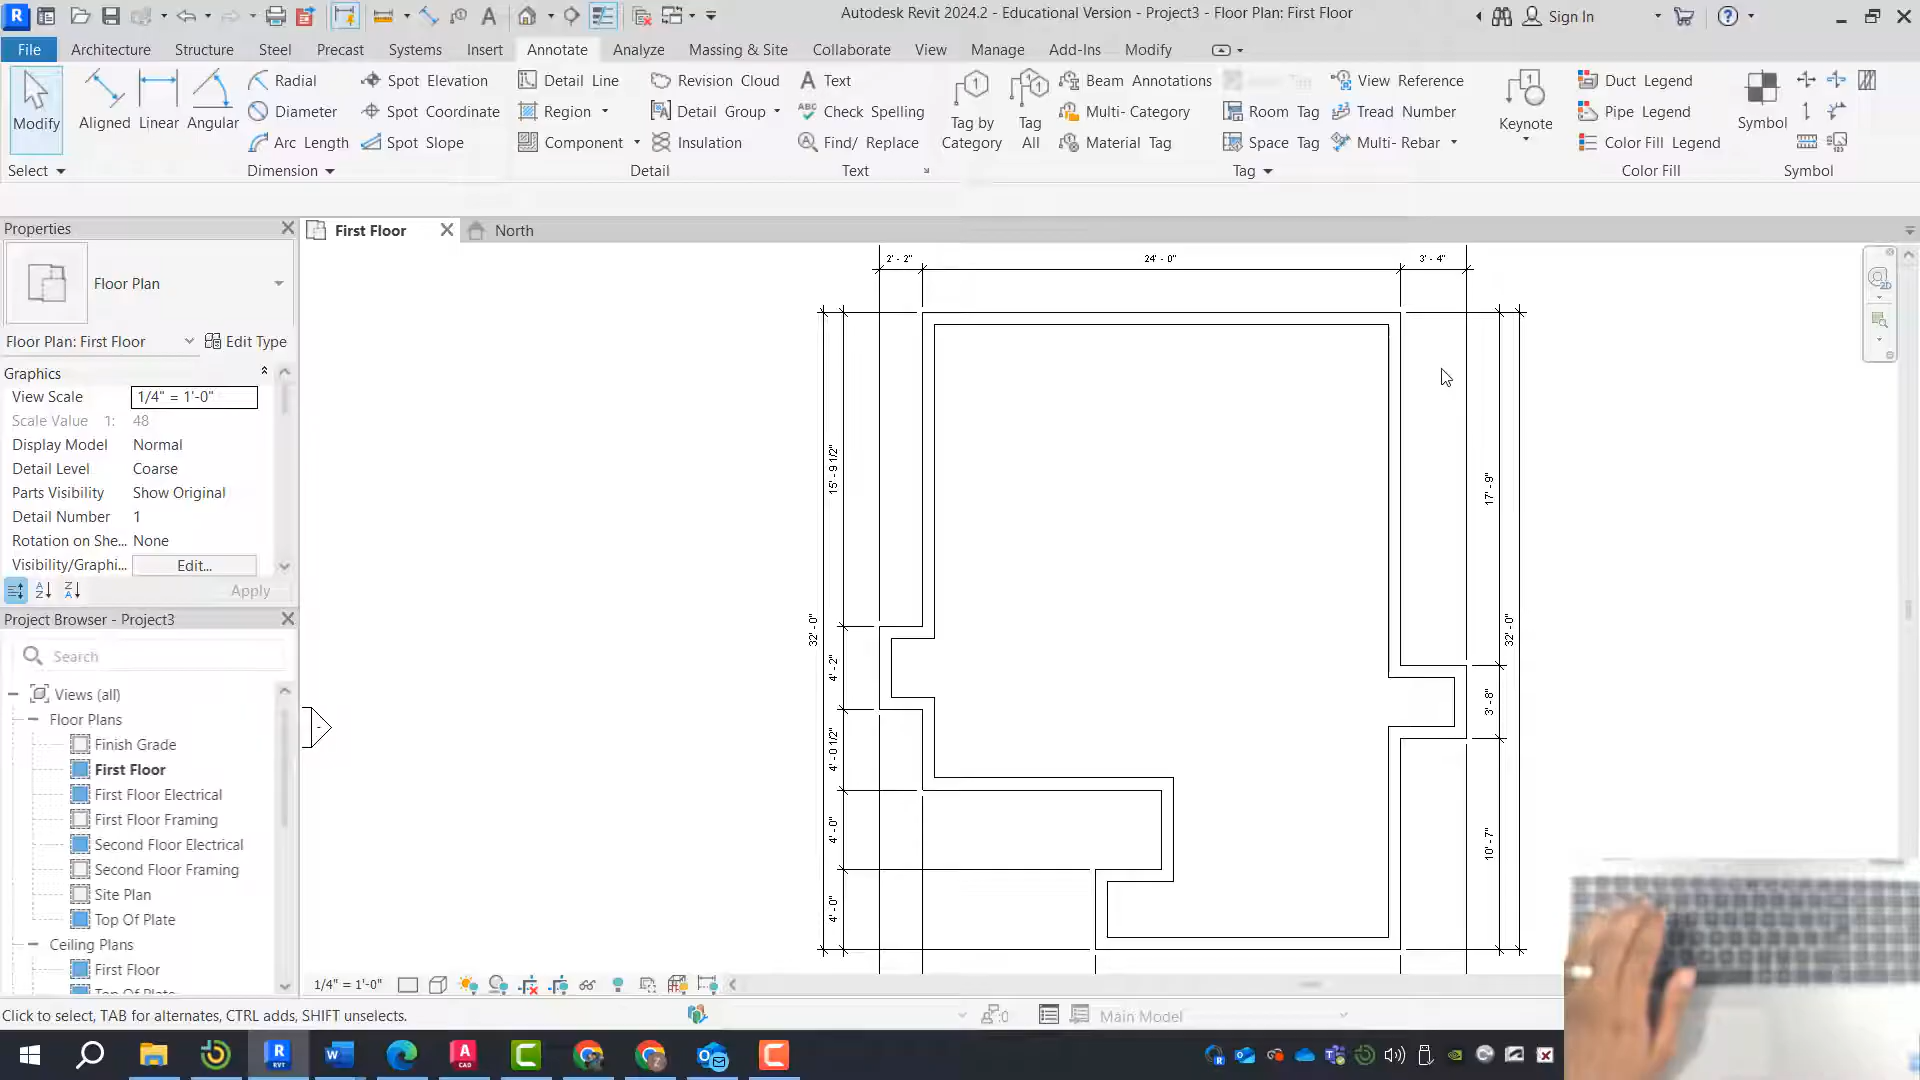 Autodesk Revit 2024.2 - Educational Version - Project3 - Floor Plan: First Floor
Sign In
File Architecture Structure Steel Precast Systems Insert Annotate Analyze Massing & Site Collaborate View Manage Add-Ins Modify
Modify
Aligned
Linear
Angular
Radial
Diameter
Arc Length
Spot Elevation
Spot Coordinate
Spot Slope
Detail Line
Region
Component
Revision Cloud
Detail Group
Insulation
Text
Check Spelling
Find/ Replace
Tag by Category
Tag All
Beam Annotations
Multi- Category
Material Tag
Room Tag
Space Tag
View Reference
Tread Number
Multi- Rebar
Keynote
Duct Legend
Pipe Legend
Color Fill Legend
Symbol
Select
Dimension
Detail
Text
Tag
Color Fill
Symbol
Properties
Floor Plan
Floor Plan: First Floor
Edit Type
Graphics
View Scale 1/4" = 1'-0"
Scale Value 1: 48
Display Model Normal
Detail Level Coarse
Parts Visibility Show Original
Detail Number 1
Rotation on She... None
Visibility/Graphi... Edit...
Apply
Project Browser - Project3
Search
Views (all)
Floor Plans
Finish Grade
First Floor
First Floor Electrical
First Floor Framing
Second Floor Electrical
Second Floor Framing
Site Plan
Top Of Plate
Ceiling Plans
First Floor
Top Of Plate
First Floor
North
2' - 2"
24' - 0"
3' - 4"
15' - 9 1/2"
32' - 0"
4' - 2"
4' - 0 1/2"
4' - 0"
4' - 0"
17' - 9"
32' - 0"
3' - 8"
10' - 7"
1/4" = 1'-0"
Click to select, TAB for alternates, CTRL adds, SHIFT unselects.
:0
Main Model